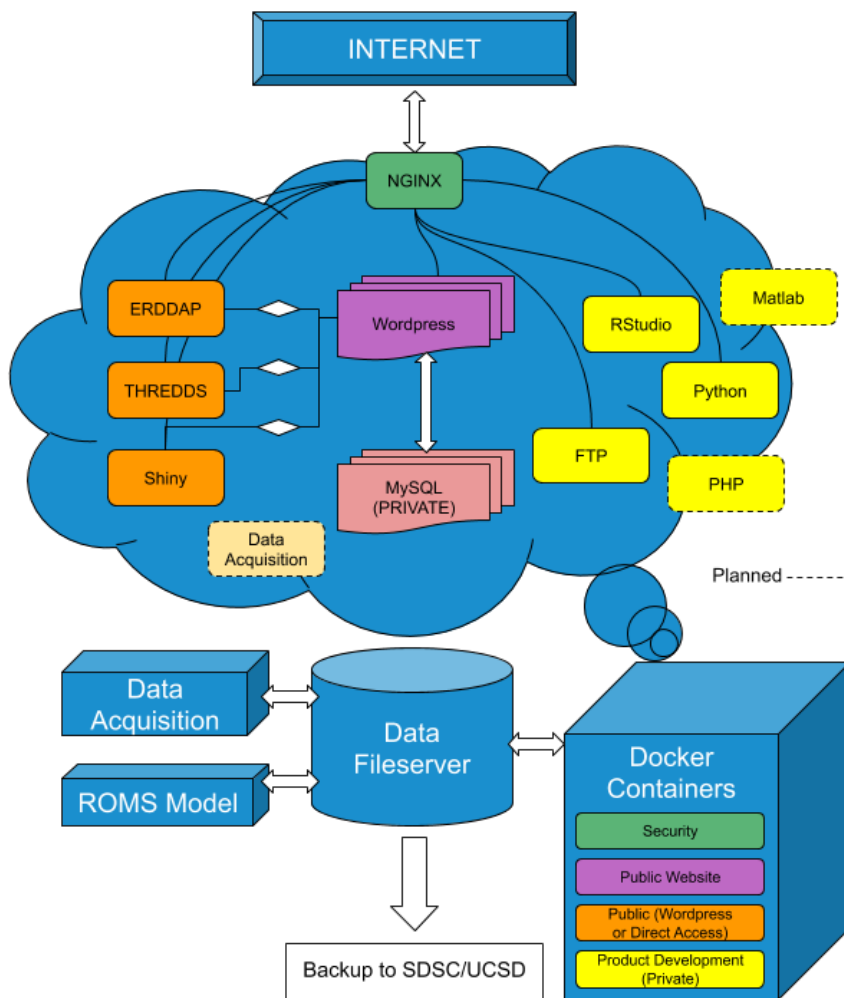 INTERNET
NGINX
ERDDAP
Wordpress
RStudio
Matlab
THREDDS
Python
Shiny
FTP
MySQL
(PRIVATE)
PHP
Data
Acquisition
Planned
Data
Acquisition
Data
Fileserver
ROMS Model
Docker
Containers
Security
Public Website
Public (Wordpress
or Direct Access)
Product Development
(Private)
Backup to SDSC/UCSD